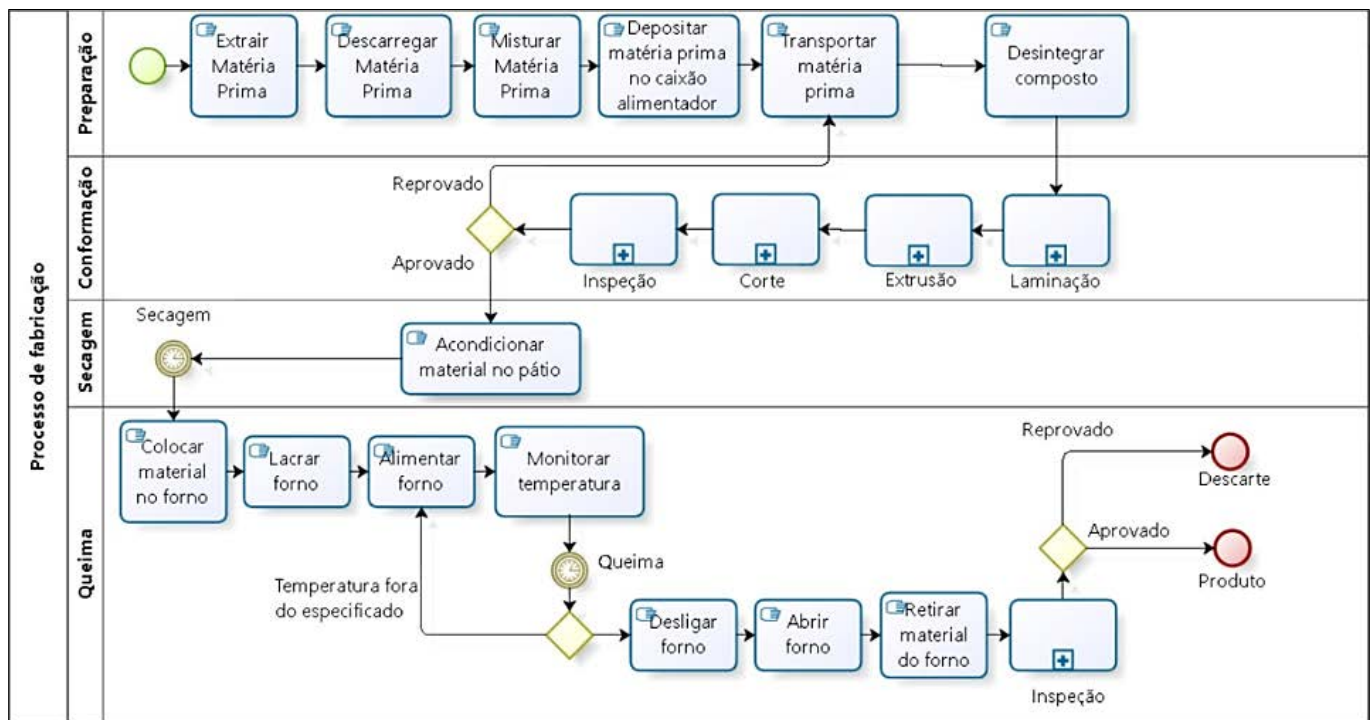 Processo de fabricação
Preparação
Extrair
Matéria
Prima
Descarregar
Matéria
Prima
Misturar
Matéria
Prima
Depositar
matéria prima
no caixão
alimentador
Transportar
matéria
prima
Desintegrar
composto
Conformação
Reprovado
Aprovado
Inspeção
Corte
Extrusão
Laminação
Secagem
Secagem
Acondicionar
material no pátio
Queima
Colocar
material
no forno
Lacrar
forno
Alimentar
forno
Monitorar
temperatura
Queima
Temperatura fora
do especificado
Desligar
forno
Abrir
forno
Retirar
material
do forno
Inspeção
Reprovado
Descarte
Aprovado
Produto